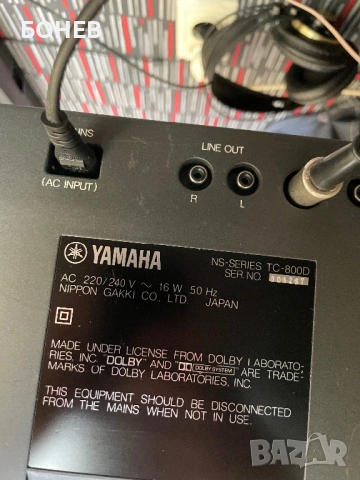 БОНЕВ
INS
LINE OUT
(AC INPUT)
R L
YAMAHA
NS-SERIES TC-800D
SER NO.
AC 220/240 V ~ 16 W 50 Hz
NIPPON GAKKI CO. LTD. JAPAN
MADE UNDER LICENSE FROM DOLBY LABORATO-
RIES, INC. "DOLBY" AND "DOLBY SYSTEM" ARE TRADE-
MARKS OF DOLBY LABORATORIES, INC.
THIS EQUIPMENT SHOULD BE DISCONNECTED
FROM THE MAINS WHEN NOT IN USE.
BAZAR